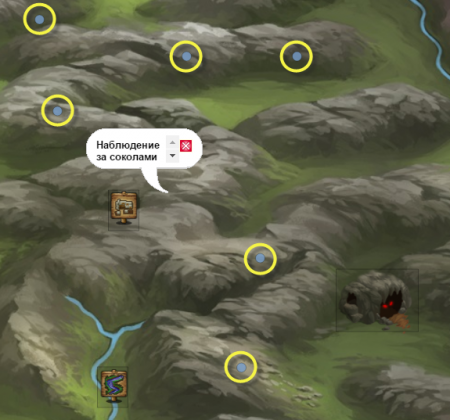 Наблюдение
за соколами